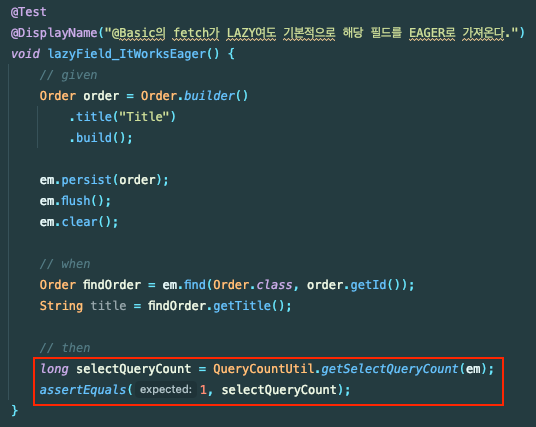 @Test
@DisplayName("@Basic의 fetch가 LAZY여도 기본적으로 해당 필드를 EAGER로 가져온다.")
void lazyField_ItWorksEager() {
// given
Order order = Order.builder()
.title("Title")
.build();
em.persist(order);
em.flush();
em.clear();
// when
Order findOrder = em.find(Order.class, order.getId());
String title = findOrder.getTitle();
// then
long selectQueryCount = QueryCountUtil.getSelectQueryCount(em);
assertEquals( expected: 1, selectQueryCount);
}